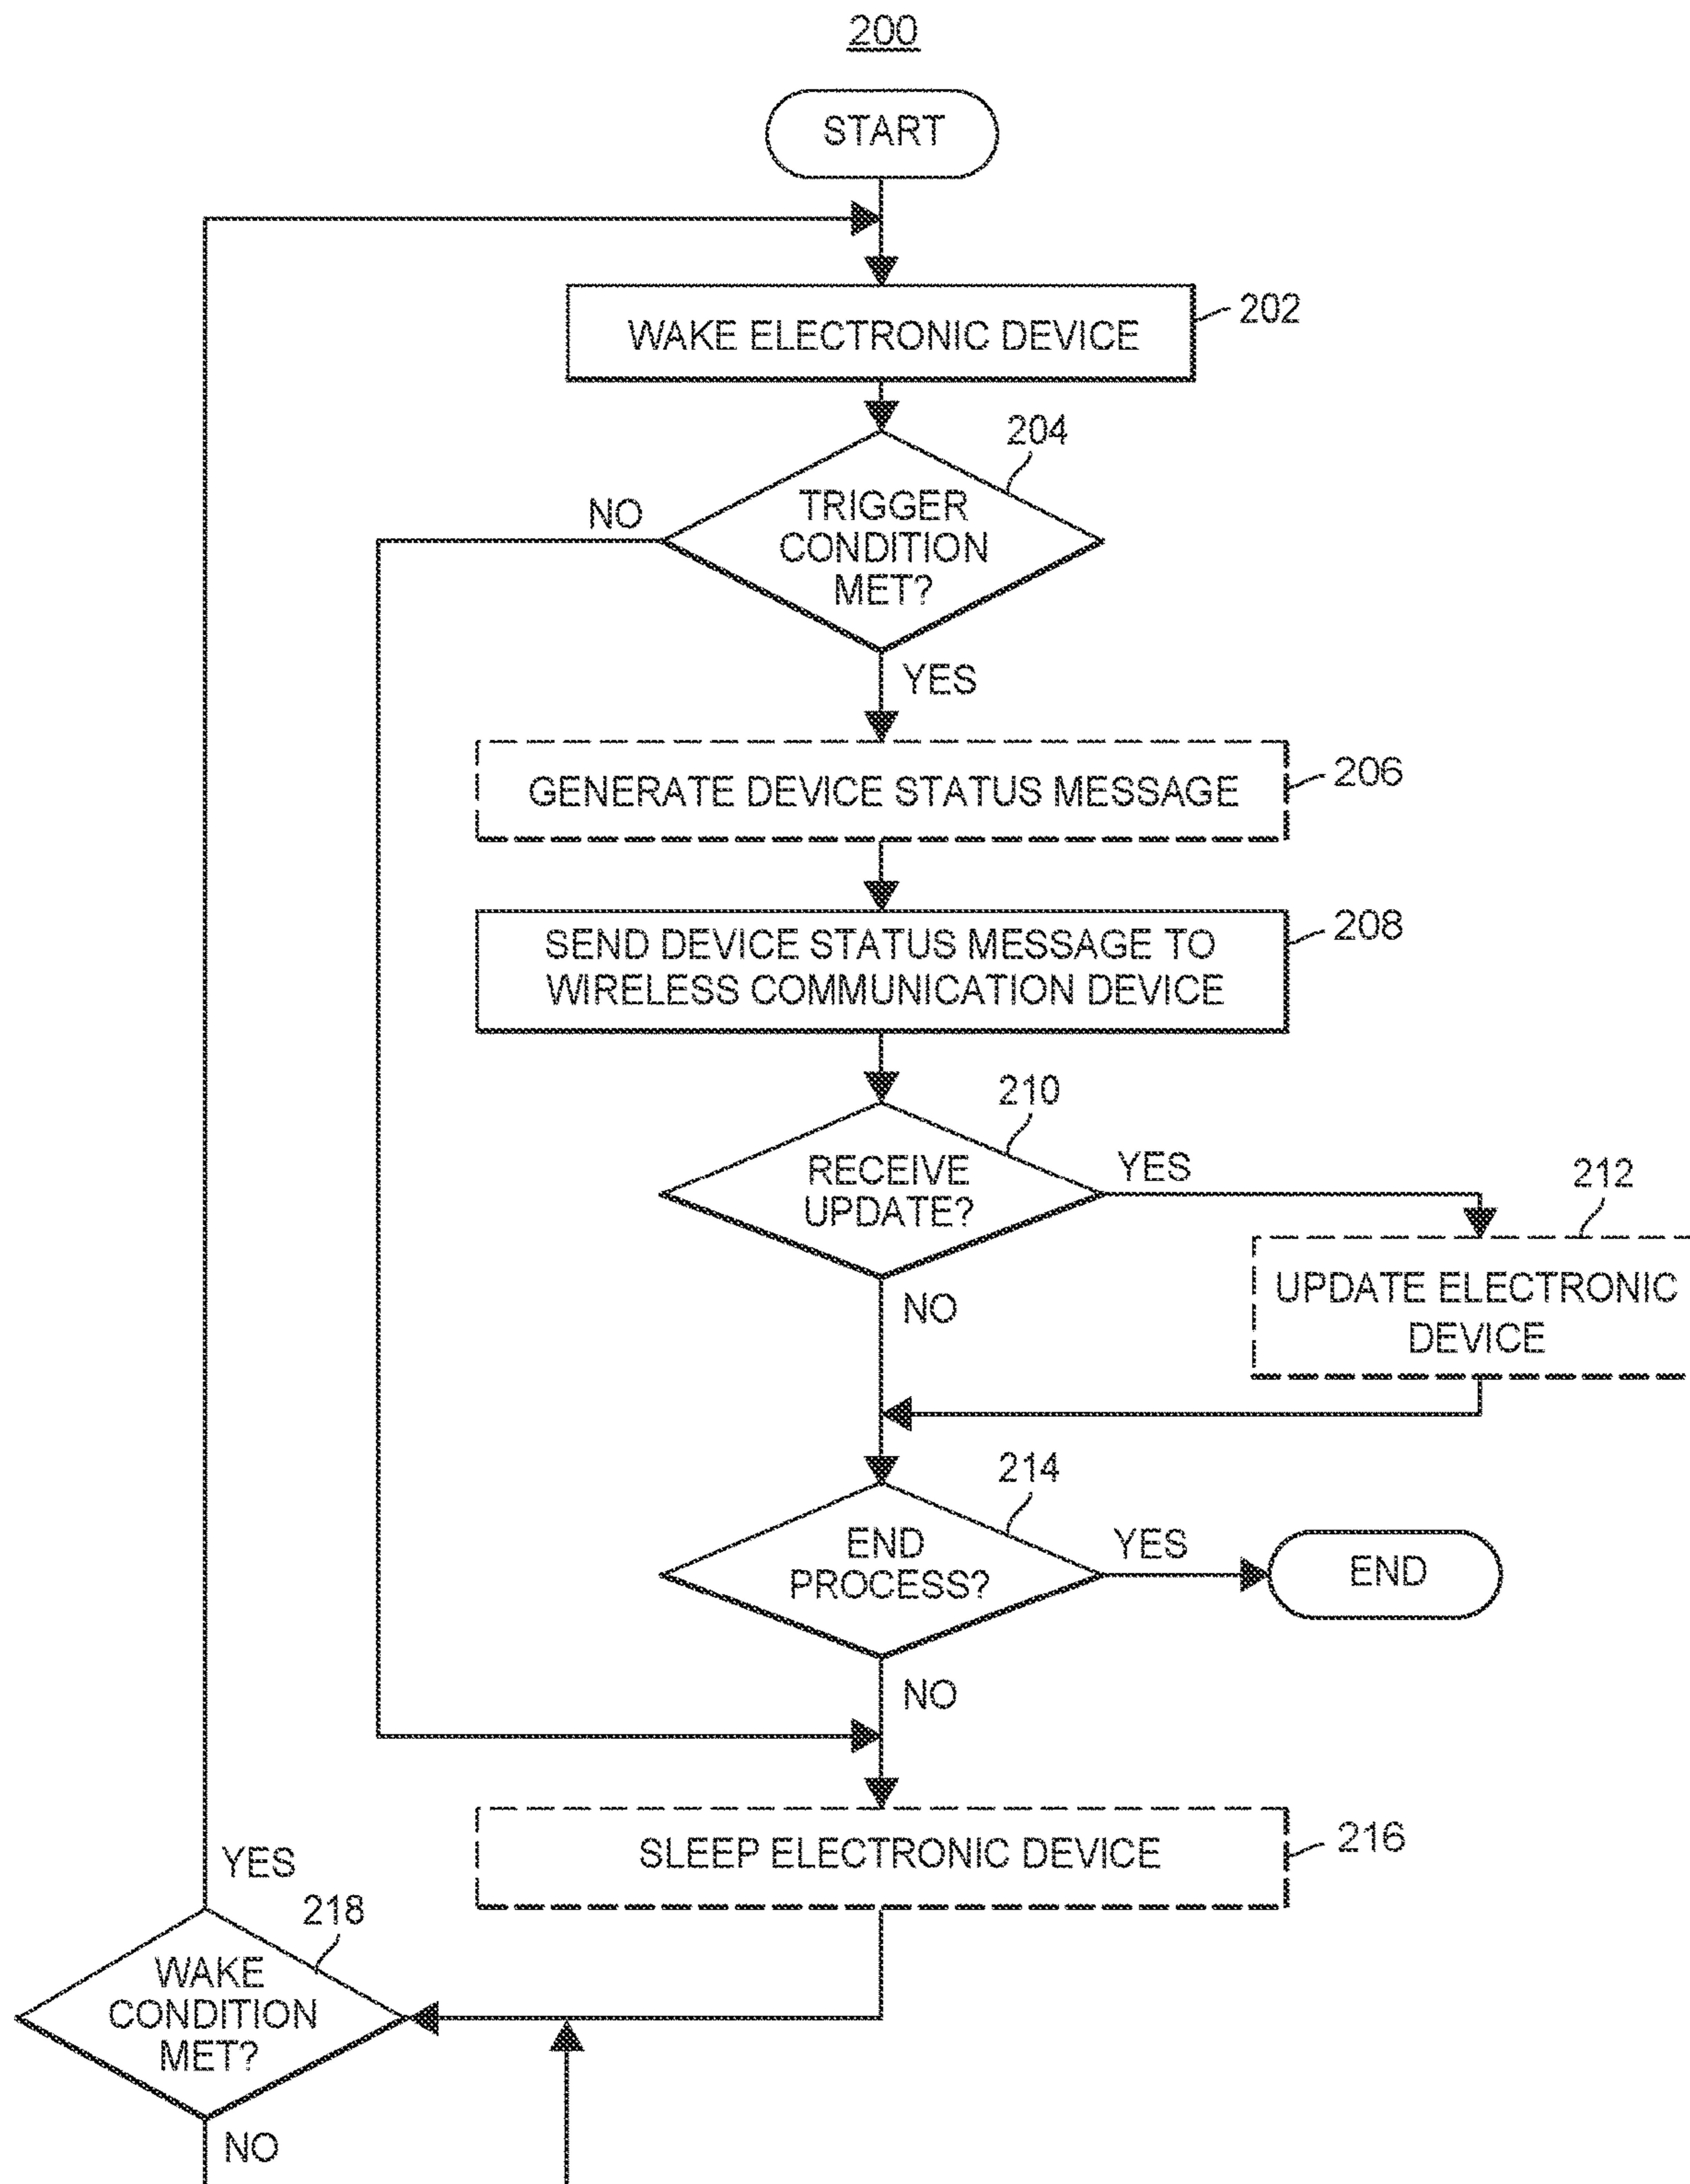 200
START
WAKE ELECTRONIC DEVICE
202
204
TRIGGER
CONDITION
MET?
NO
YES
GENERATE DEVICE STATUS MESSAGE
206
SEND DEVICE STATUS MESSAGE TO
WIRELESS COMMUNICATION DEVICE
208
210
RECEIVE
UPDATE?
YES
212
UPDATE ELECTRONIC
DEVICE
NO
214
END
PROCESS?
YES
END
NO
SLEEP ELECTRONIC DEVICE
216
YES
218
WAKE
CONDITION
MET?
NO